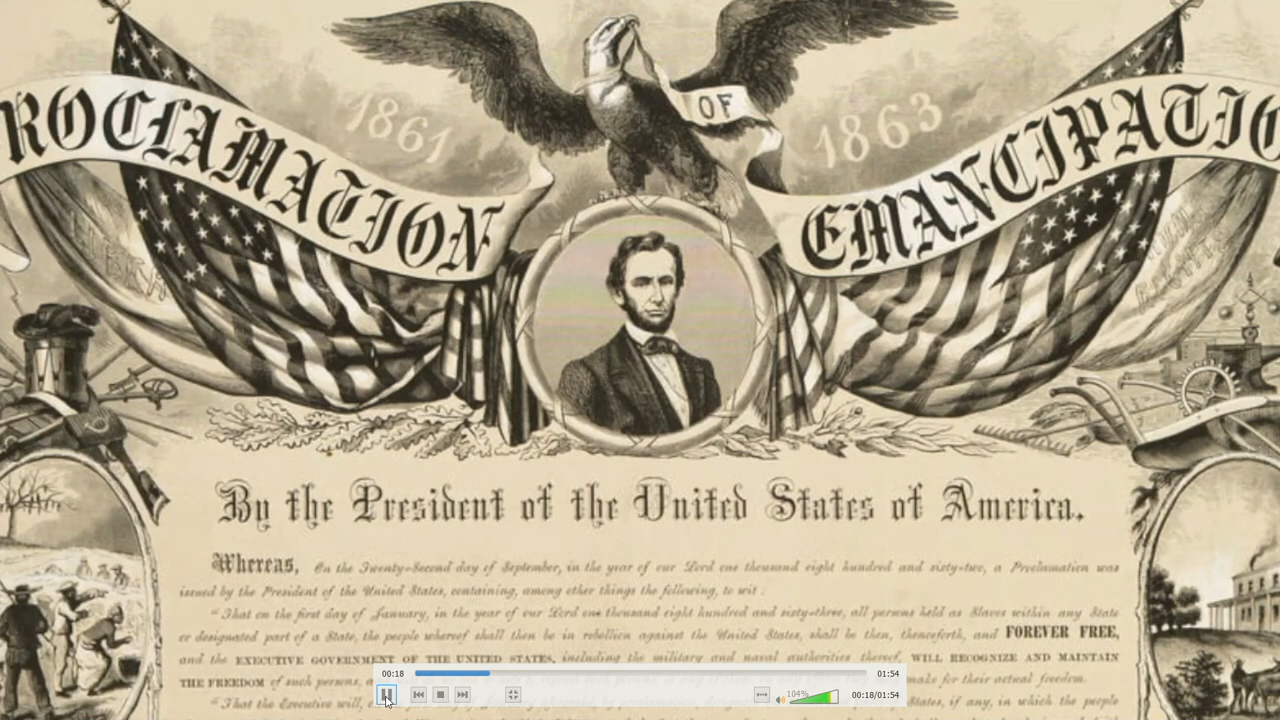 ROCLAMATION
OF
EMANCIPATIO
1861
1863
By the President of the United States of America.
Whereas, On the Twenty-Second day of September, in the year of our Lord one thousand eight hundred and sixty-two, a Proclamation was
issued by the President of the United States, containing, among other things the following, to wit :
"That on the first day of January, in the year of our Lord one thousand eight hundred and sixty-three, all persons held as Slaves within any State
or designated part of a State, the people whereof shall then be in rebellion against the United States, shall be then, thenceforth, and FOREVER FREE,
and the EXECUTIVE GOVERNMENT OF THE UNITED STATES, including the military and naval authorities thereof, WILL RECOGNIZE AND MAINTAIN
THE FREEDOM of such persons, make for their actual freedom.
"That the Executive will, States, if any, in which the people
00:18
01:54
104%
00:18/01:54